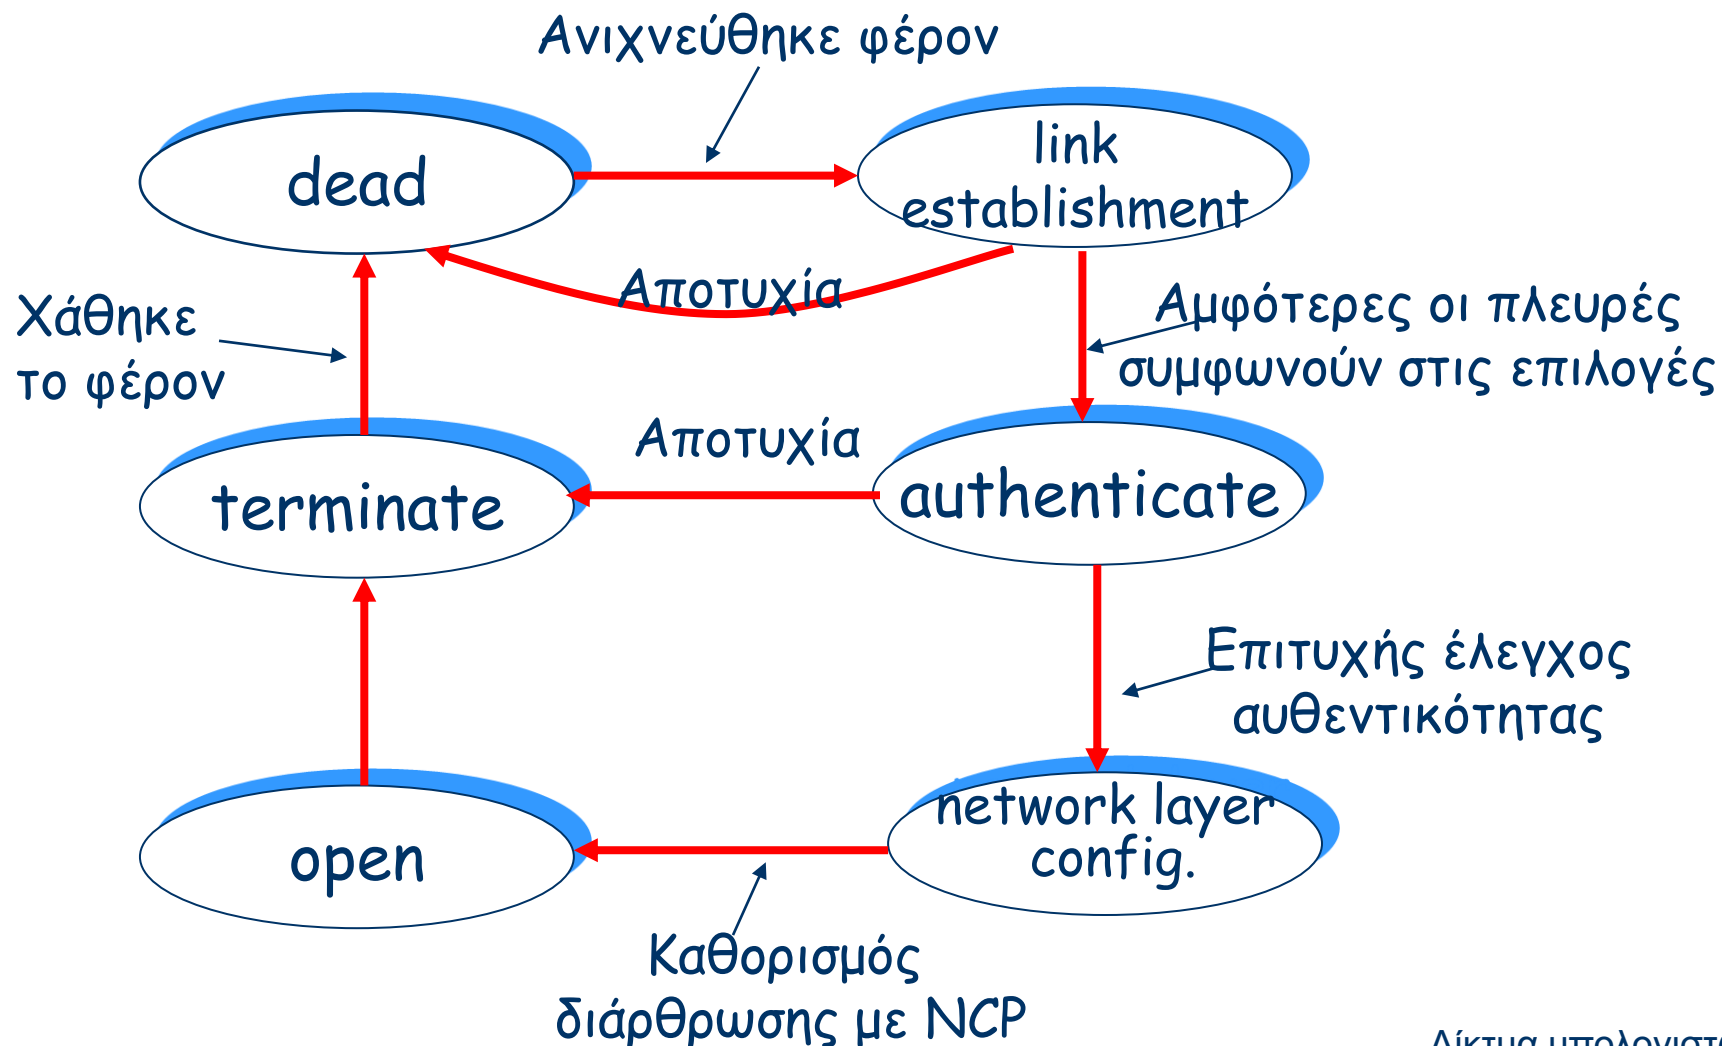 Ανιχνεύθηκε φέρον
dead
link
establishment
Αποτυχία
Χάθηκε
το φέρον
Αμφότερες οι πλευρές
συμφωνούν στις επιλογές
Αποτυχία
terminate
authenticate
Επιτυχής έλεγχος
αυθεντικότητας
network layer
config.
open
Καθορισμός
διάρθρωσης με NCP
Δίκτυα